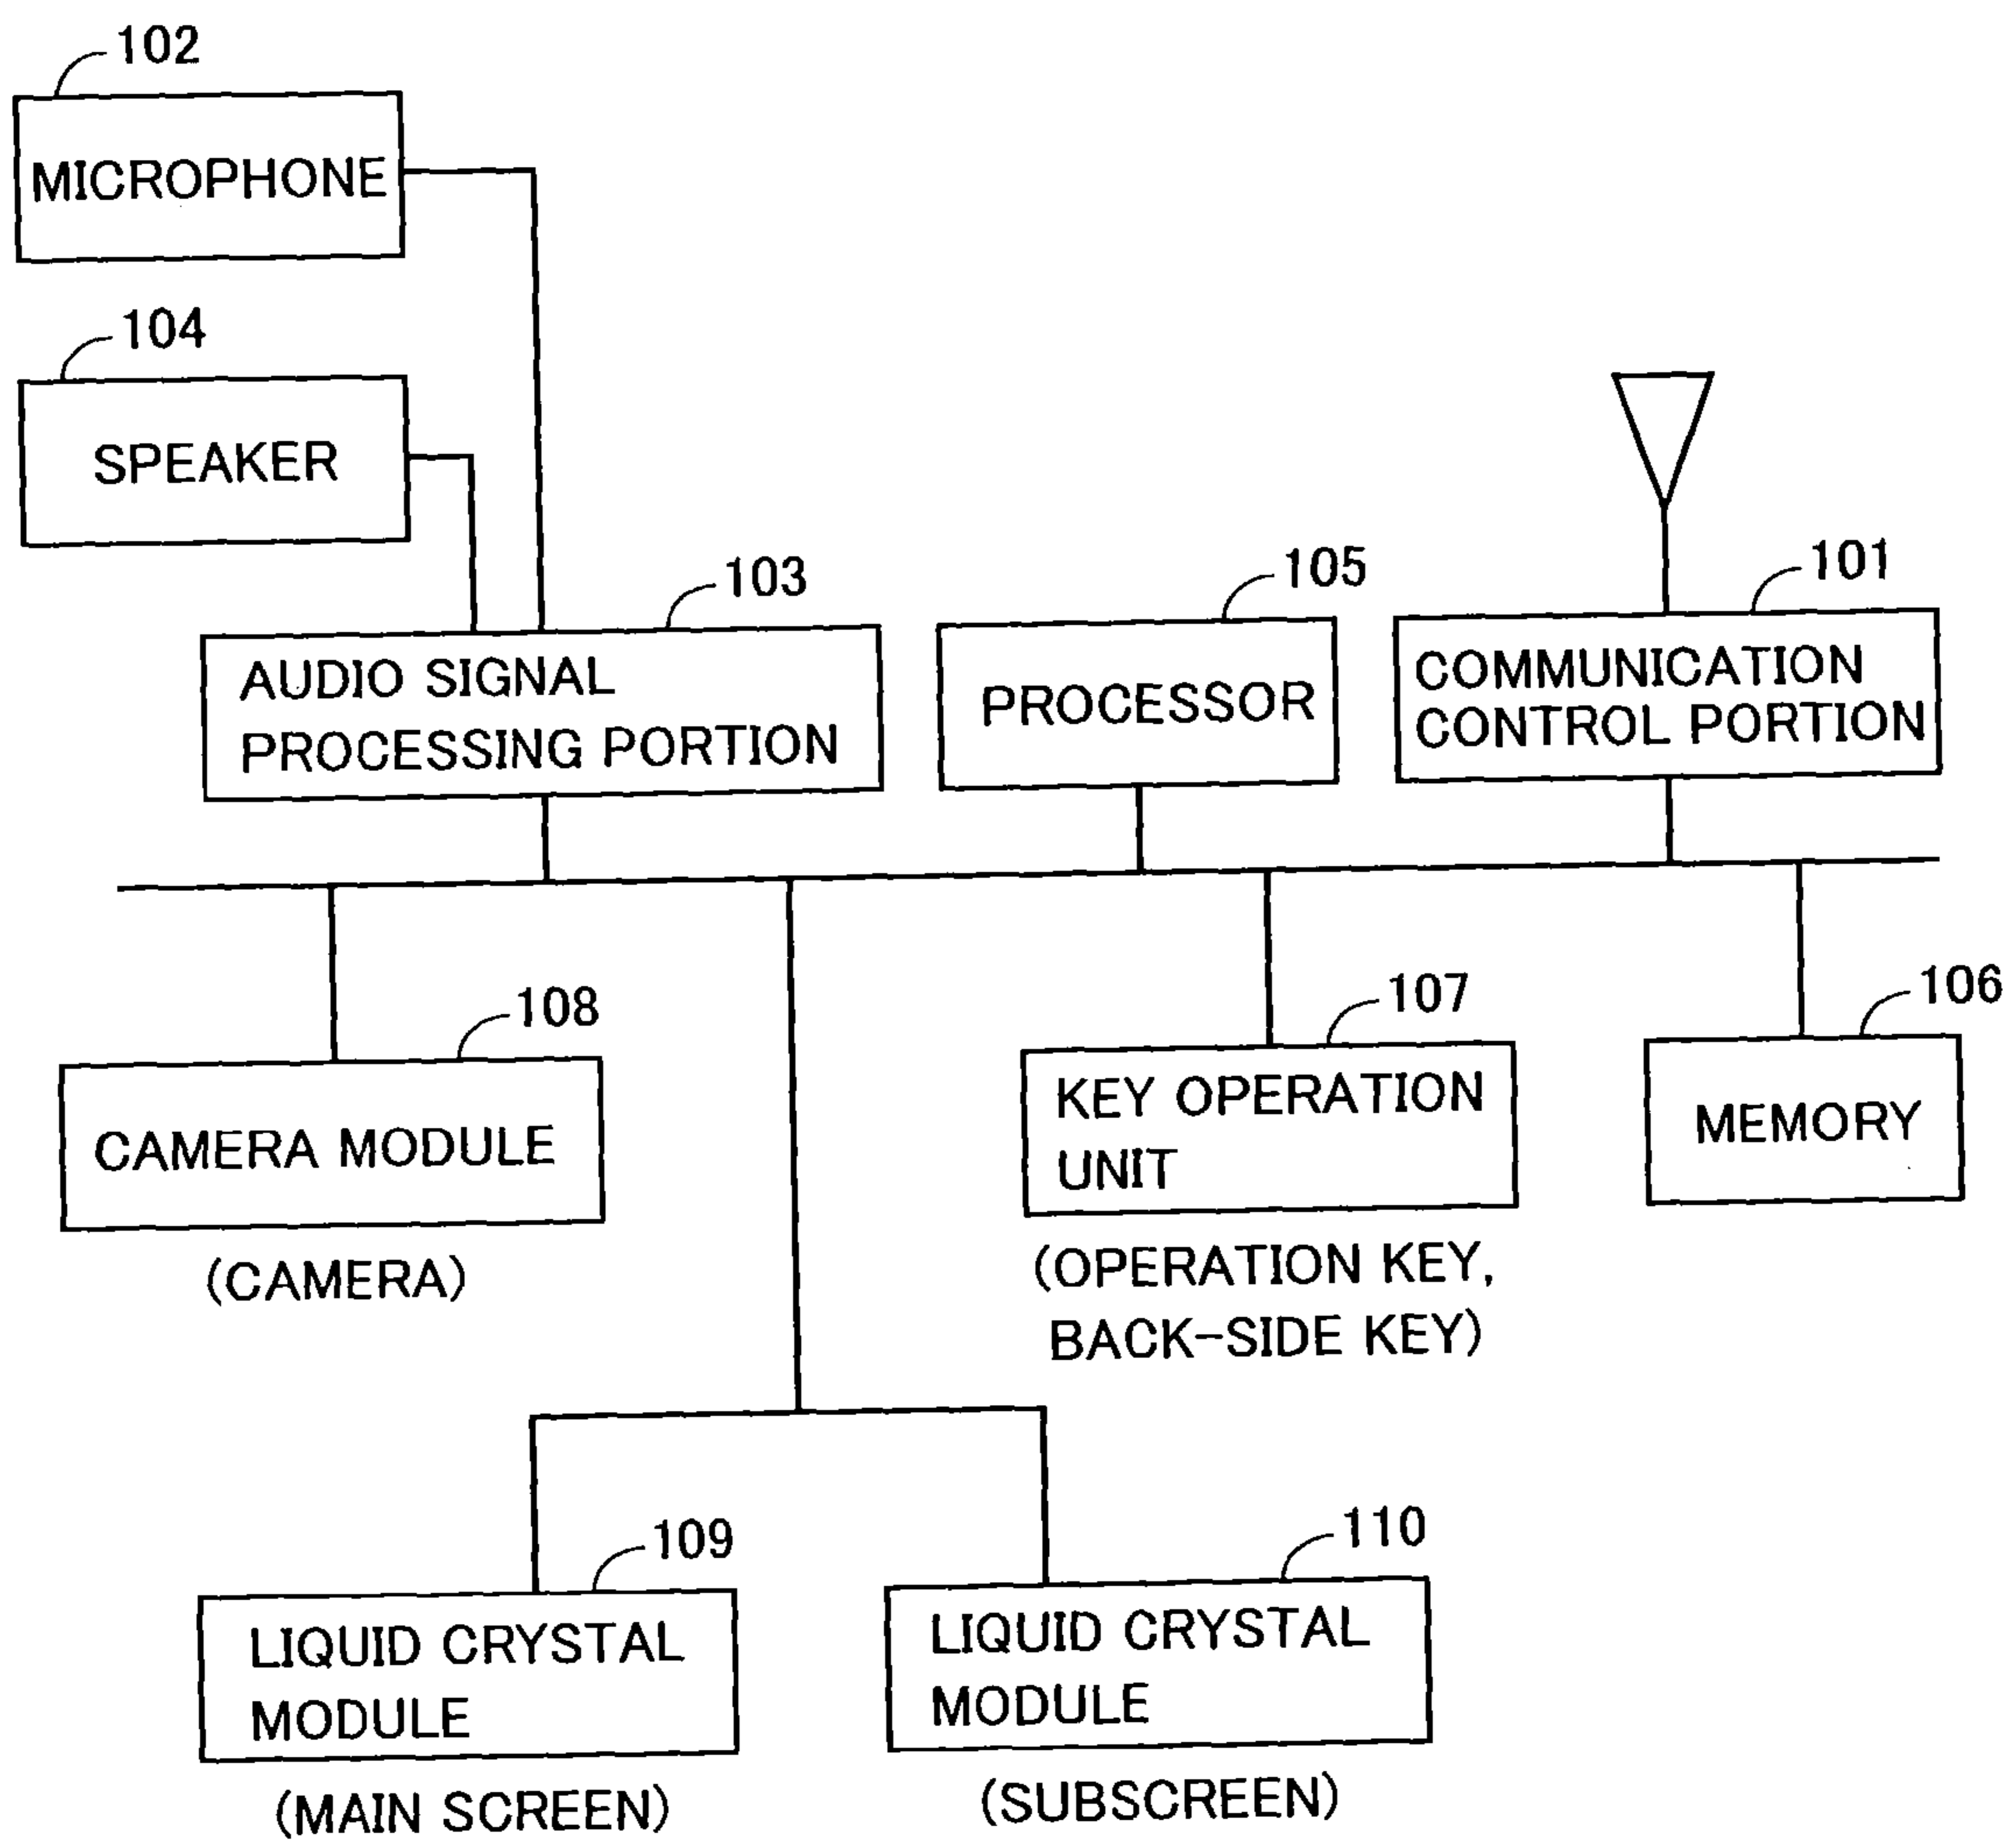 102
MICROPHONE
104
SPEAKER
103
AUDIO SIGNAL
PROCESSING PORTION
105
PROCESSOR
101
COMMUNICATION
CONTROL PORTION
108
CAMERA MODULE
(CAMERA)
107
KEY OPERATION
UNIT
(OPERATION KEY,
BACK-SIDE KEY)
106
MEMORY
109
LIQUID CRYSTAL
MODULE
(MAIN SCREEN)
110
LIQUID CRYSTAL
MODULE
(SUBSCREEN)